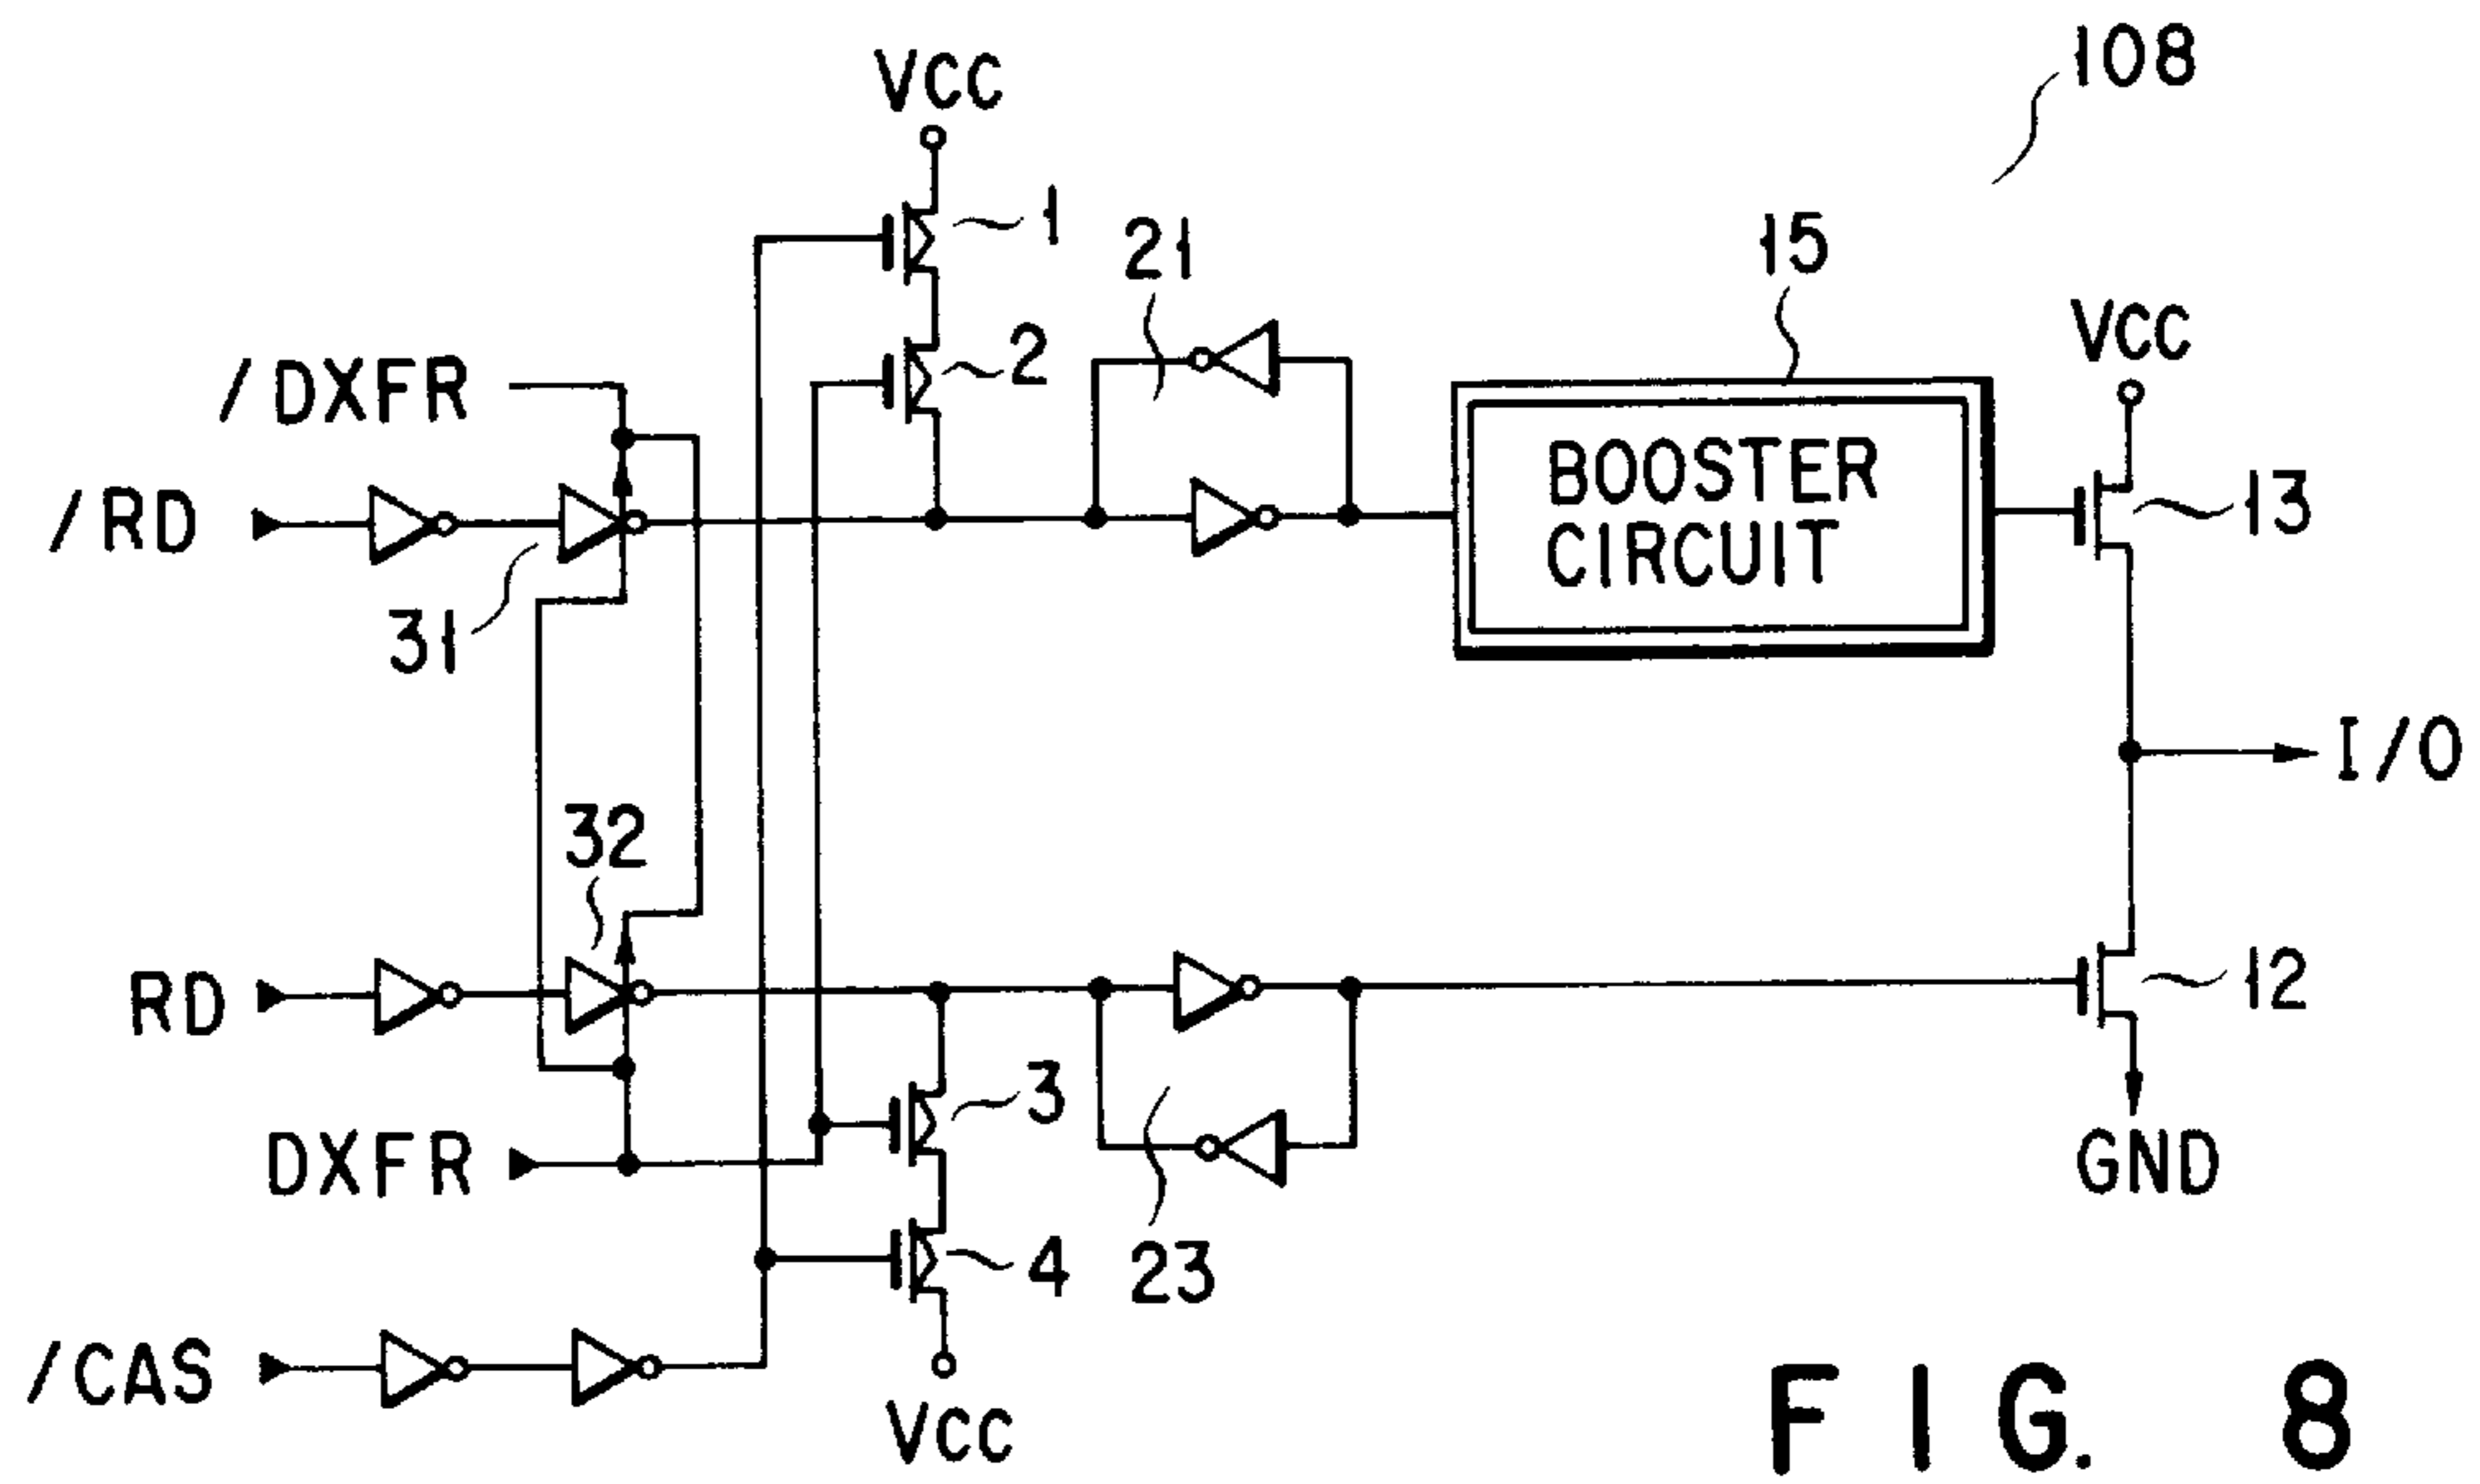 108
VCC
1
21
15
2
VCC
/DXFR
BOOSTER
CIRCUIT
/RD
13
31
I/O
32
RD
12
3
DXFR
GND
23
4
/CAS
VCC
FIG. 8